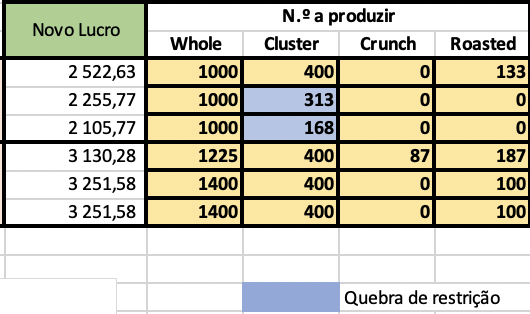 Novo Lucro
N.º a produzir
Whole Cluster Crunch Roasted
2 522,63 1000 400 0 133
2 255,77 1000 313 0 0
2 105,77 1000 168 0 0
3 130,28 1225 400 87 187
3 251,58 1400 400 0 100
3 251,58 1400 400 0 100
Quebra de restrição